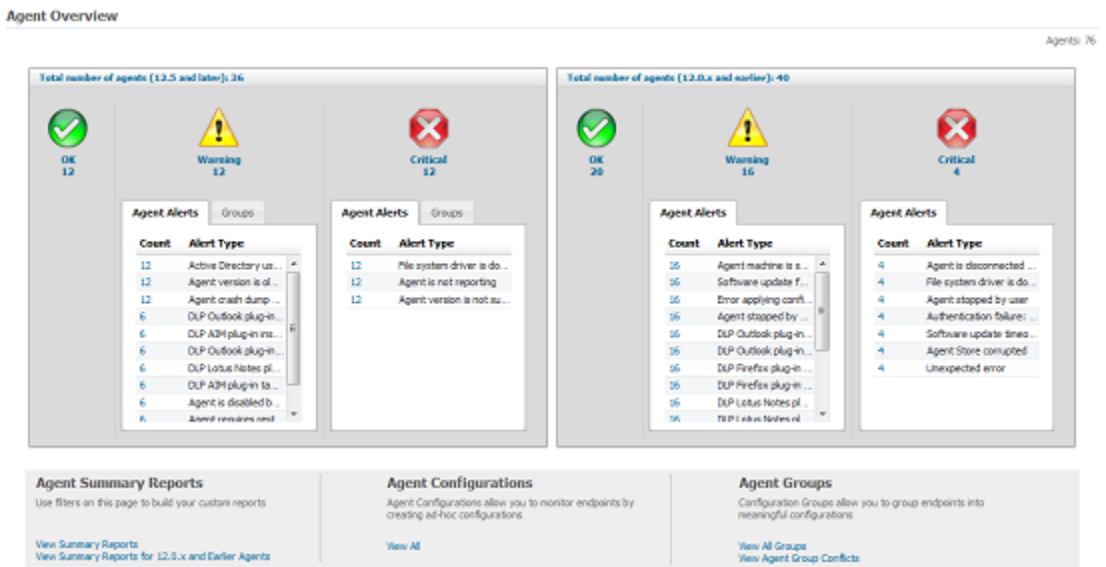 Agent Overview
Agents: 76
Total number of agents (12.5 and later): 36
OK
12
Warning
12
Critical
12
Agent Alerts Groups
Count Alert Type
12 Active Directory us...
12 Agent version is ol...
12 Agent crash dump ...
6 DLP Outlook plug-in...
6 DLP AIM plug-in ins...
6 DLP Outlook plug-in...
6 DLP Lotus Notes pl...
6 DLP AIM plug-in ta...
6 Agent is disabled b...
6 Agent requires rest
Agent Alerts Groups
Count Alert Type
12 File system driver is do...
12 Agent is not reporting
12 Agent version is not su...
Total number of agents (12.0.x and earlier): 40
OK
20
Warning
16
Critical
4
Agent Alerts
Count Alert Type
16 Agent machine is s...
16 Software update f...
16 Error applying confi...
16 Agent stopped by ...
16 DLP Outlook plug-in...
16 DLP Outlook plug-in...
16 DLP Firefox plug-in ...
16 DLP Firefox plug-in ...
16 DLP Lotus Notes pl...
16 DLP Lotus Notes pl
Agent Alerts
Count Alert Type
4 Agent is disconnected ...
4 File system driver is do...
4 Agent stopped by user
4 Authentication failure: ...
4 Software update timeo...
4 Agent Store corrupted
4 Unexpected error
Agent Summary Reports
Use filters on this page to build your custom reports
View Summary Reports
View Summary Reports for 12.0.x and Earlier Agents
Agent Configurations
Agent Configurations allow you to monitor endpoints by
creating ad-hoc configurations
View All
Agent Groups
Configuration Groups allow you to group endpoints into
meaningful configurations
View All Groups
View Agent Group Conflicts